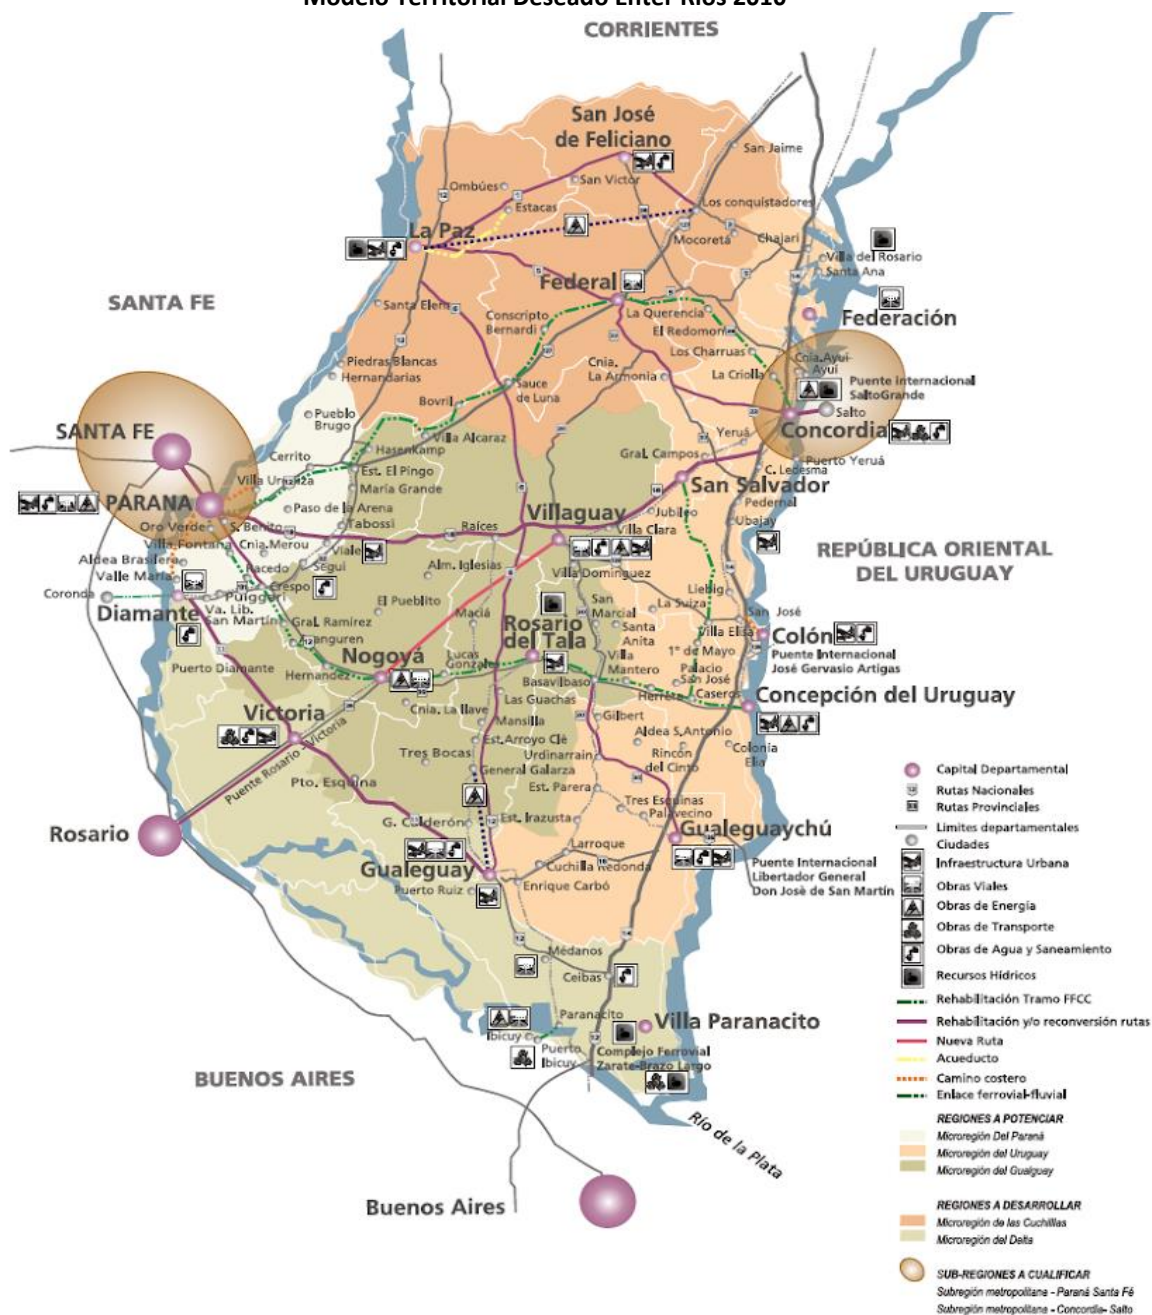 Modelo Territorial Deseado Enter Ríos 2016
CORRIENTES
San José
de Feliciano
San Jaime
San Víctor
Ombúes
Estacas
Los conquistadores
La Paz
Mocoretá
Chajari
Villa del Rosario
Santa Ana
SANTA FE
Federal
Santa Elena
La Querencia
Federación
Conscripto
Bernardi
El Redomon
Los Charruas
Cnia. Ayui
Ayui
Piedras Blancas
Hernandarias
Cnia.
La Armonia
La Criolla
Puente Internacional
SaltoGrande
Sauce
de Luna
Bovril
Salto
Pueblo
Brugo
SANTA FE
Concordia
Villa Alcaraz
Yeruá
Hasenkamp
Cerrito
Gral. Campos
Puerto Yeruá
Est. El Pingo
C. Ledesma
Villa Urquiza
María Grande
San Salvador
PARANA
Pedernal
Paso de la Arena
Villaguay
Jubileo
Oro Verde
S. Benito
Tabossi
Raíces
Villa Clara
Ubajay
Villa Fontana
Cnia. Merou
Viale
REPÚBLICA ORIENTAL
DEL URUGUAY
Aldea Brasilera
Racedo
Segui
Alm. Iglesias
Villa Dominguez
Valle María
Crespo
Liebig
Coronda
Puiggari
El Pueblito
San
Marcial
La Suiza
San José
Diamante
Va. Lib.
San Martín
Maciá
Rosario
del Tala
Santa
Anita
Villa Elisa
Colón
Gral. Ramírez
Aranguren
1° de Mayo
Puente Internacional
José Gervasio Artigas
Nogoyá
Lucas
Gonzalez
Villa
Mantero
Palacio
San José
Puerto Diamante
Hernandez
Basavilbaso
Herrera
Caseros
Concepción del Uruguay
Las Guachas
Victoria
Cnia. La llave
Mansilla
Gilbert
Aldea S. Antonio
Est. Arroyo Clé
Colonia
Elia
Tres Bocas
Urdinarrain
Rincón
del Cinto
Puente Rosario - Victoria
Pto. Esquina
General Galarza
Est. Parera
Tres Esquinas
Palavecino
Rosario
G. Calderón
Est. Irazusta
Gualeguaychú
Larroque
Gualeguay
Cuchilla Redonda
Puente Internacional
Libertador General
Don Josè de San Martín
Puerto Ruiz
Enrique Carbó
Médanos
Ceibas
Paranacito
Villa Paranacito
Ibicuy
Puerto
Ibicuy
Complejo Ferrovial
Zarate-Brazo Largo
BUENOS AIRES
Río de la Plata
Buenos Aires
Capital Departamental
Rutas Nacionales
Rutas Provinciales
Limites departamentales
Ciudades
Infraestructura Urbana
Obras Viales
Obras de Energía
Obras de Transporte
Obras de Agua y Saneamiento
Recursos Hídricos
Rehabilitación Tramo FFCC
Rehabilitación y/o reconversión rutas
Nueva Ruta
Acueducto
Camino costero
Enlace ferrovial-fluvial
REGIONES A POTENCIAR
Microregión Del Paraná
Microregión del Uruguay
Microregión del Gualguay
REGIONES A DESARROLLAR
Microregión de las Cuchillas
Microregión del Delta
SUB-REGIONES A CUALIFICAR
Subregión metropolitana - Paraná Santa Fé
Subregión metropolitana - Concordia- Salto